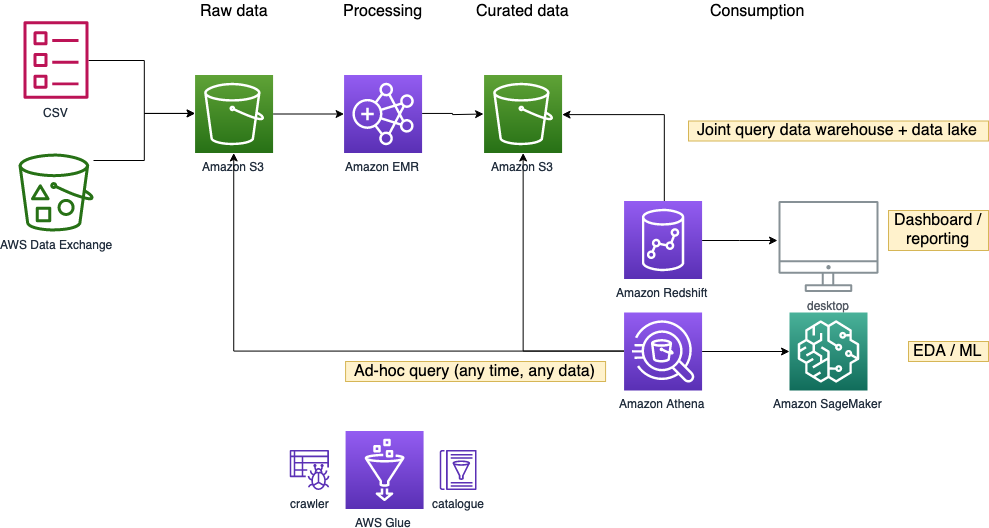 Raw data
Processing
Curated data
Consumption
CSV
Amazon S3
Amazon EMR
Amazon S3
Joint query data warehouse + data lake
AWS Data Exchange
Dashboard /
reporting
Amazon Redshift
desktop
EDA / ML
Ad-hoc query (any time, any data)
Amazon Athena
Amazon SageMaker
crawler
catalogue
AWS Glue